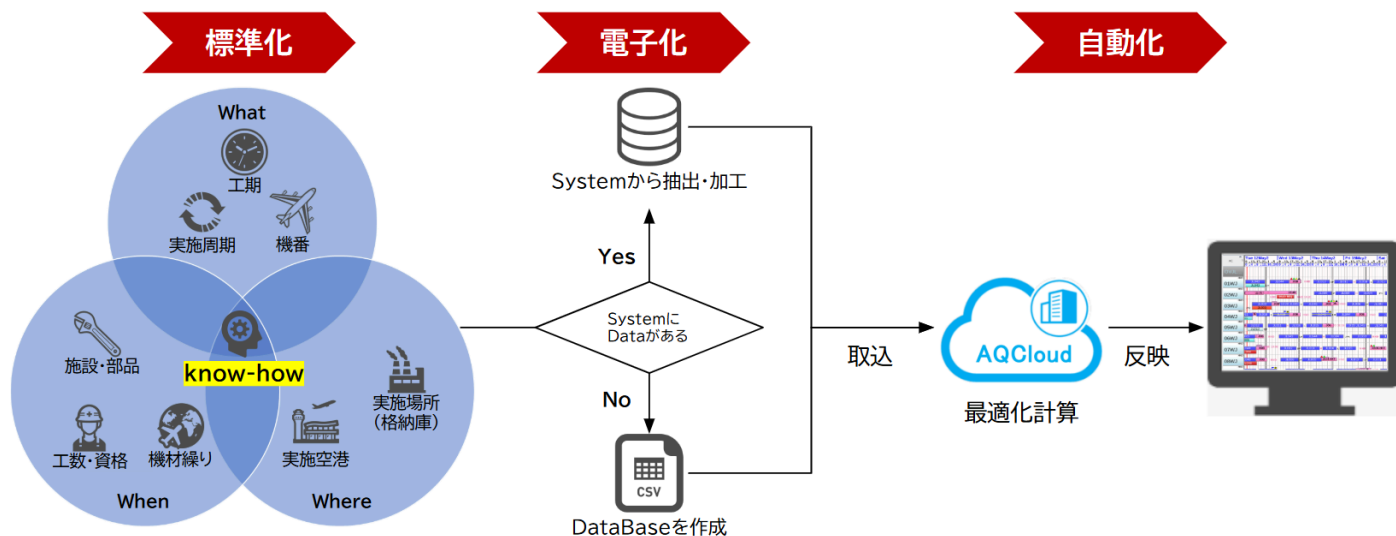 標準化
電子化
自動化
What
工期
実施周期
機番
施設・部品
know-how
工数・資格
機材繰り
When
実施場所
(格納庫)
実施空港
Where
Systemから抽出・加工
Yes
Systemに
Dataがある
No
CSV
DataBaseを作成
取込
AQCloud
最適化計算
反映